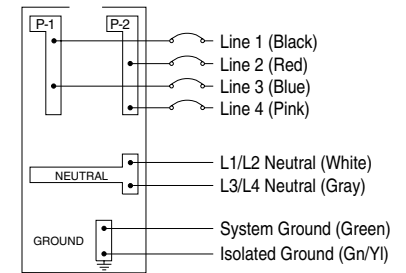 P-1 P-2
Line 1 (Black)
Line 2 (Red)
Line 3 (Blue)
Line 4 (Pink)
L1/L2 Neutral (White)
NEUTRAL
L3/L4 Neutral (Gray)
System Ground (Green)
GROUND
Isolated Ground (Gn/Yl)